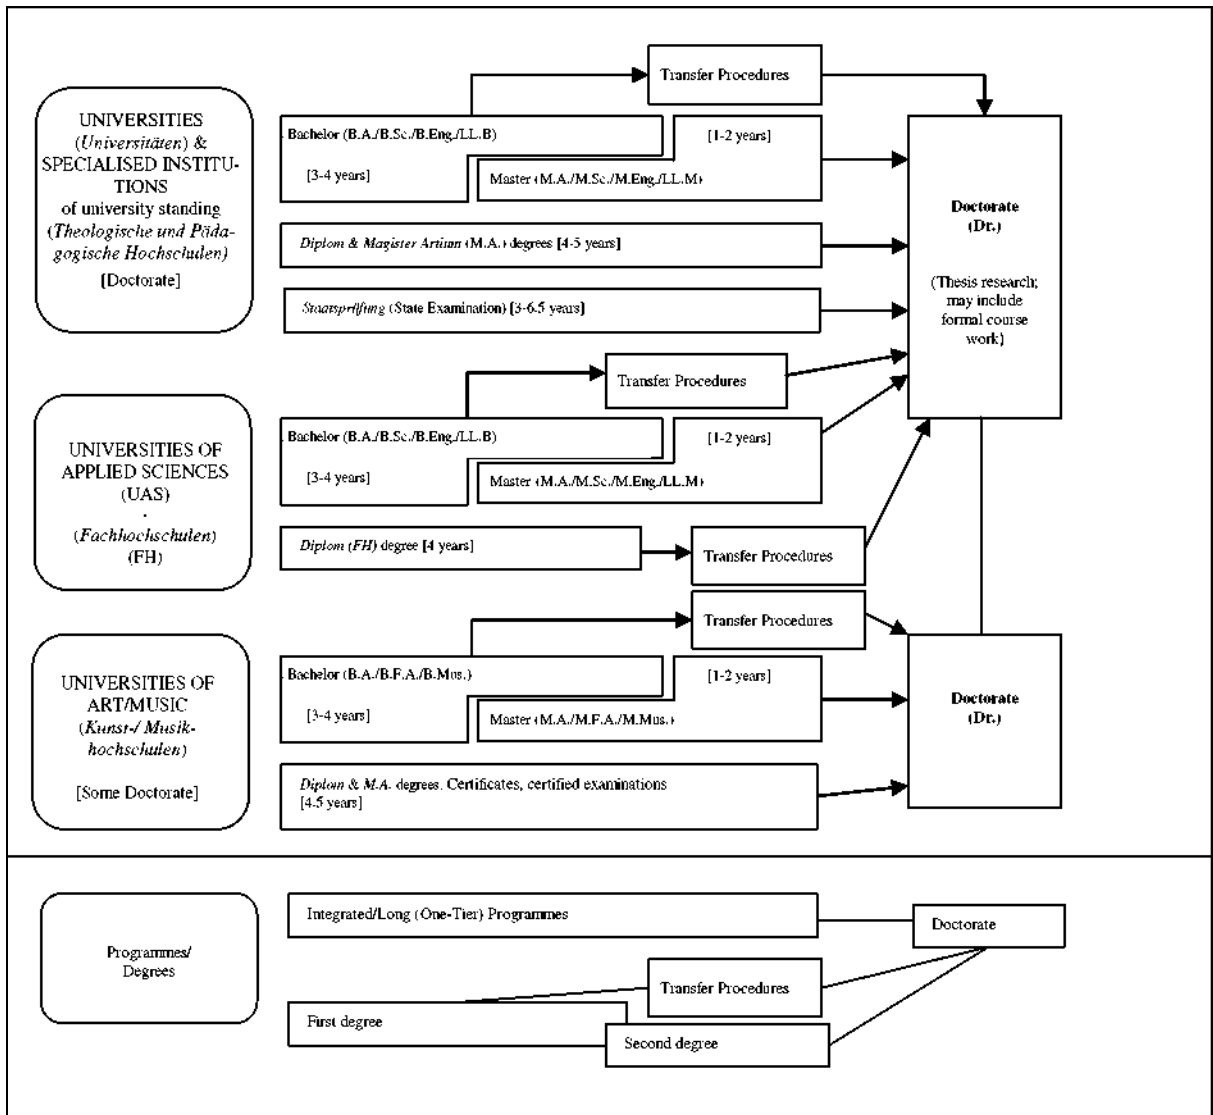 Transfer Procedures
UNIVERSITIES
(Universitäten) &
SPECIALISED INSTITU-
TIONS
of university standing
(Theologische und Päda-
gogische Hochschulen)
[Doctorate]
Bachelor (B.A./B.Sc./B.Eng./LL.B)
[3-4 years]
[1-2 years]
Master (M.A./M.Sc./M.Eng./LL.M)
Diplom & Magister Artium (M.A.) degrees [4-5 years]
Staatsprüfung (State Examination) [3-6.5 years]
Doctorate
(Dr.)
(Thesis research;
may include
formal course
work)
Transfer Procedures
UNIVERSITIES OF
APPLIED SCIENCES
(UAS)
-
(Fachhochschulen)
(FH)
Bachelor (B.A./B.Sc./B.Eng./LL.B)
[3-4 years]
[1-2 years]
Master (M.A./M.Sc./M.Eng./LL.M)
Diplom (FH) degree [4 years]
Transfer Procedures
Transfer Procedures
UNIVERSITIES OF
ART/MUSIC
(Kunst-/ Musik-
hochschulen)
[Some Doctorate]
Bachelor (B.A./B.F.A./B.Mus.)
[3-4 years]
[1-2 years]
Master (M.A./M.F.A./M.Mus.)
Diplom & M.A. degrees. Certificates, certified examinations
[4.5 years]
Doctorate
(Dr.)
Programmes/
Degrees
Integrated/Long (One-Tier) Programmes
Doctorate
Transfer Procedures
First degree
Second degree